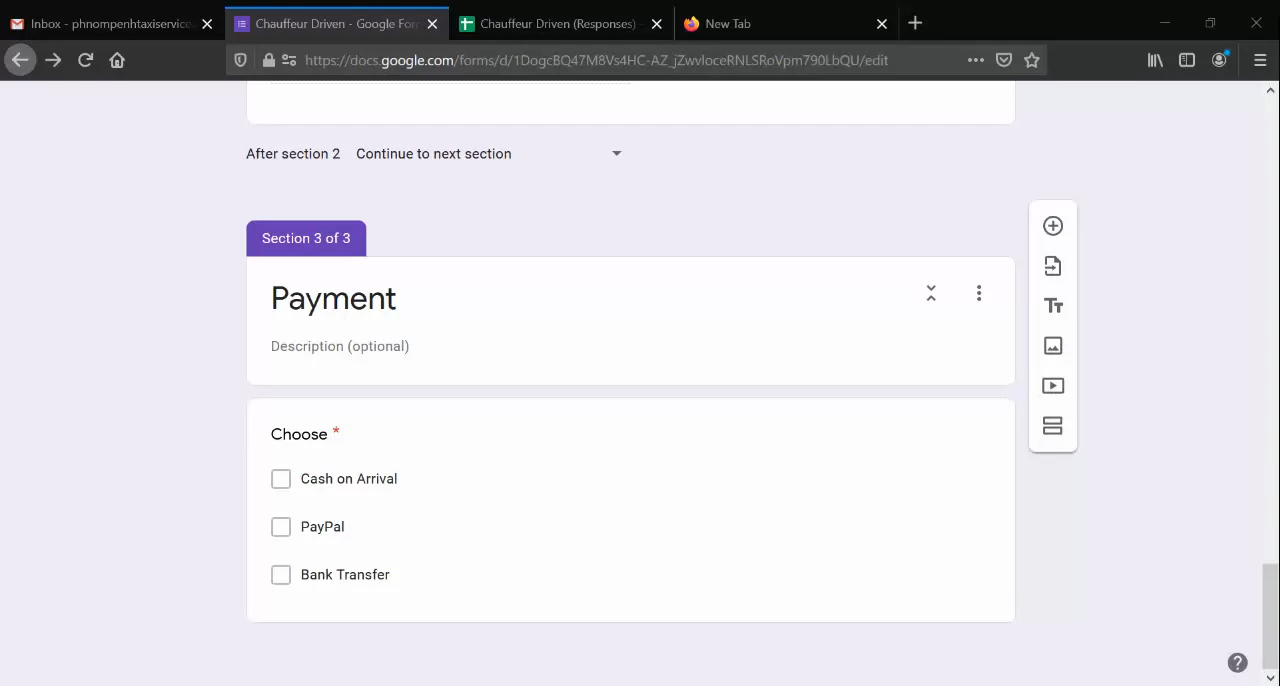 Inbox - phnompenhtaxiservice
Chauffeur Driven - Google For
Chauffeur Driven (Responses) -
New Tab
https://docs.google.com/forms/d/1DogcBQ47M8Vs4HC-AZ_jZwvloceRNLSRoVpm790LbQU/edit
After section 2 Continue to next section
Section 3 of 3
Payment
Description (optional)
Choose *
Cash on Arrival
PayPal
Bank Transfer